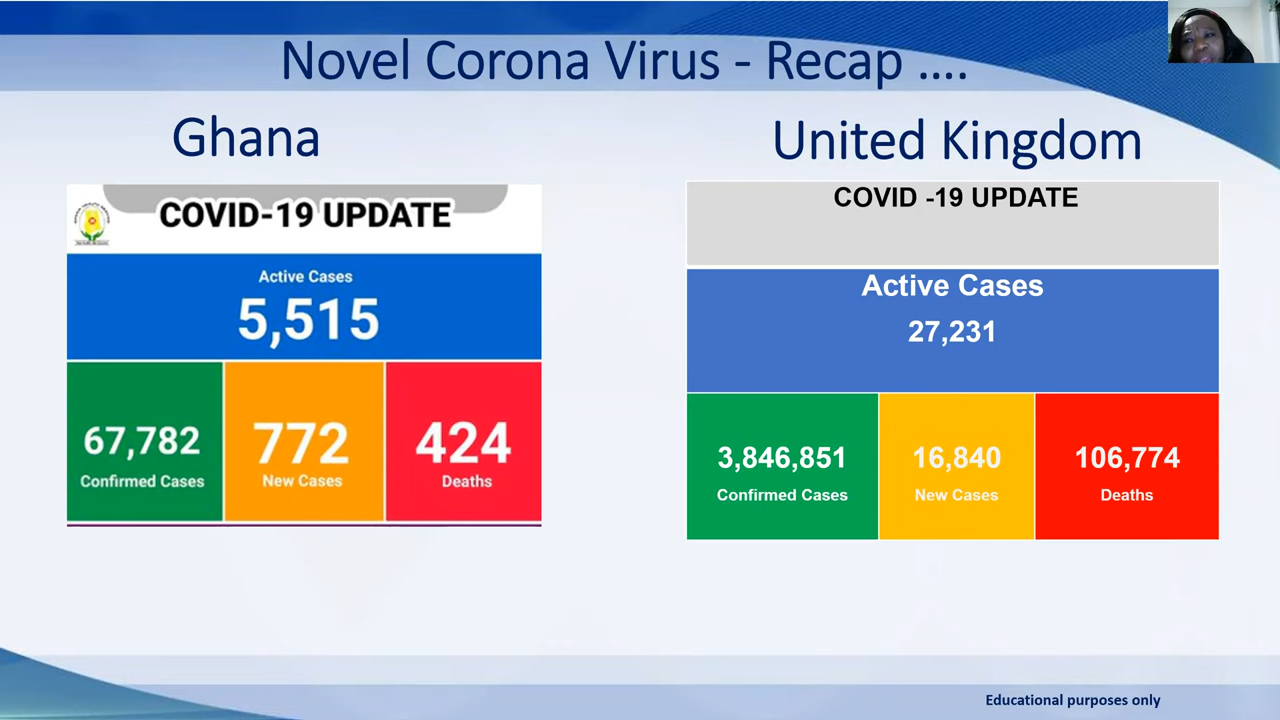 Novel Corona Virus - Recap ....
Ghana
COVID-19 UPDATE
Active Cases
5,515
67,782
Confirmed Cases
772
New Cases
424
Deaths
United Kingdom
COVID -19 UPDATE
Active Cases
27,231
3,846,851
Confirmed Cases
16,840
New Cases
106,774
Deaths
Educational purposes only